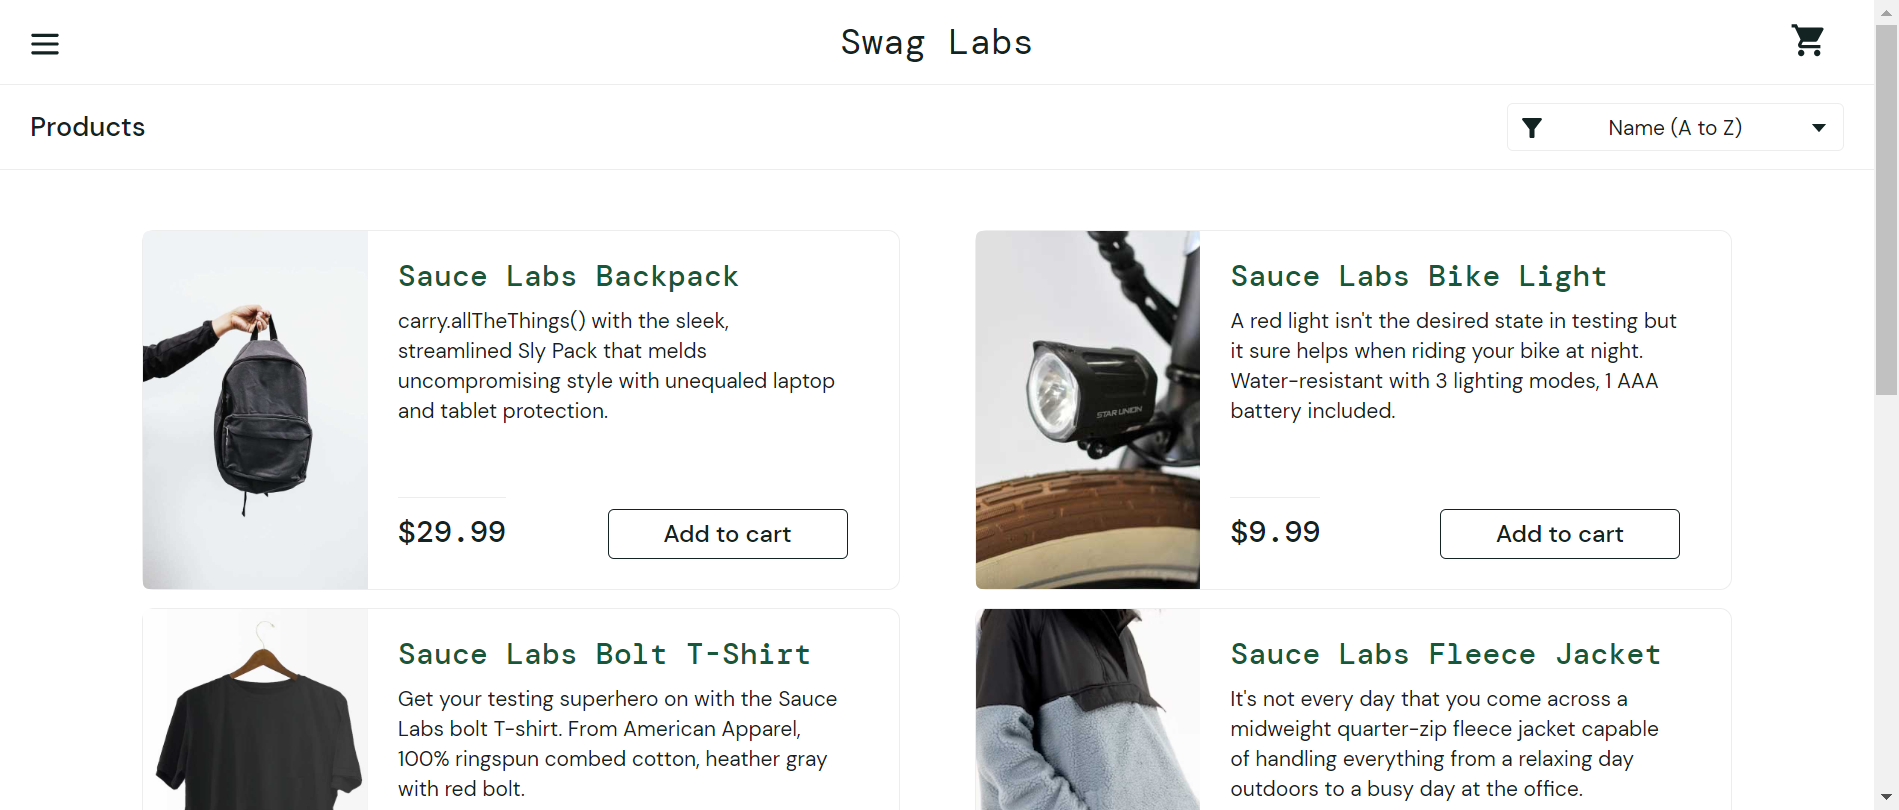 Swag Labs
Products
Name (A to Z)
Sauce Labs Backpack
carry.allTheThings() with the sleek,
streamlined Sly Pack that melds
uncompromising style with unequaled laptop
and tablet protection.
$29.99
Add to cart
Sauce Labs Bike Light
A red light isn't the desired state in testing but
it sure helps when riding your bike at night.
Water-resistant with 3 lighting modes, 1 AAA
battery included.
STAR UNION
$9.99
Add to cart
Sauce Labs Bolt T-Shirt
Get your testing superhero on with the Sauce
Labs bolt T-shirt. From American Apparel,
100% ringspun combed cotton, heather gray
with red bolt.
Sauce Labs Fleece Jacket
It's not every day that you come across a
midweight quarter-zip fleece jacket capable
of handling everything from a relaxing day
outdoors to a busy day at the office.